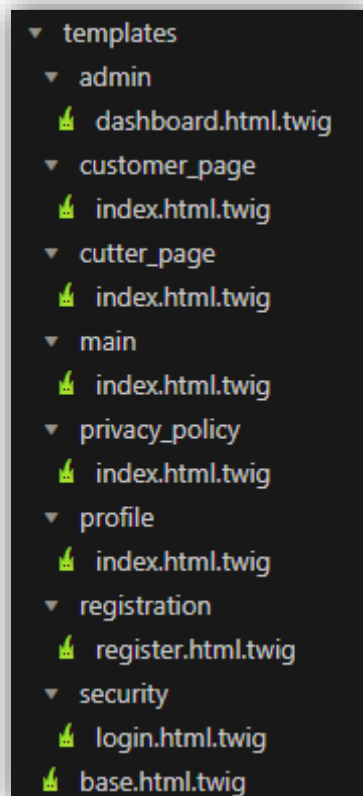 templates
admin
dashboard.html.twig
customer_page
index.html.twig
cutter_page
index.html.twig
main
index.html.twig
privacy_policy
index.html.twig
profile
index.html.twig
registration
register.html.twig
security
login.html.twig
base.html.twig